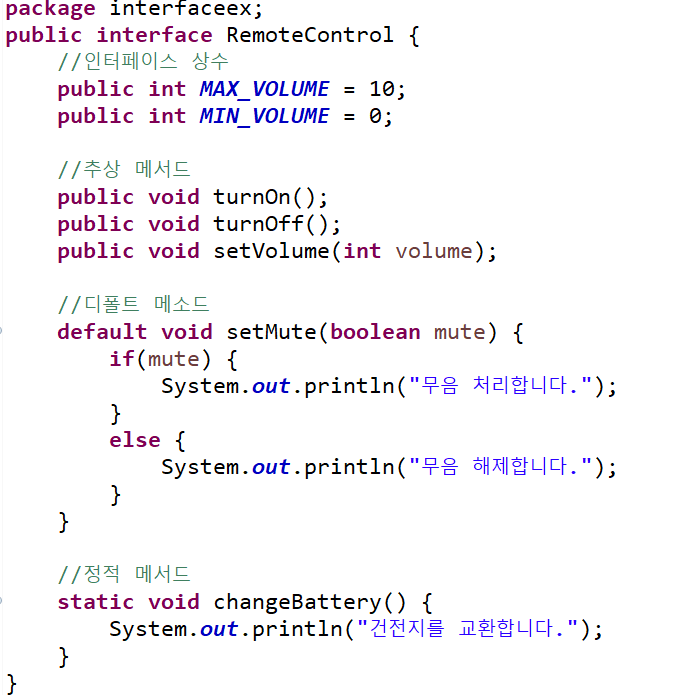 package interfaceex;
public interface RemoteControl {
    //인터페이스 상수
    public int MAX_VOLUME = 10;
    public int MIN_VOLUME = 0;

    //추상 메서드
    public void turnOn();
    public void turnOff();
    public void setVolume(int volume);

    //디폴트 메소드
    default void setMute(boolean mute) {
        if(mute) {
            System.out.println("무음 처리합니다.");
        }
        else {
            System.out.println("무음 해제합니다.");
        }
    }

    //정적 메서드
    static void changeBattery() {
        System.out.println("건전지를 교환합니다.");
    }
}